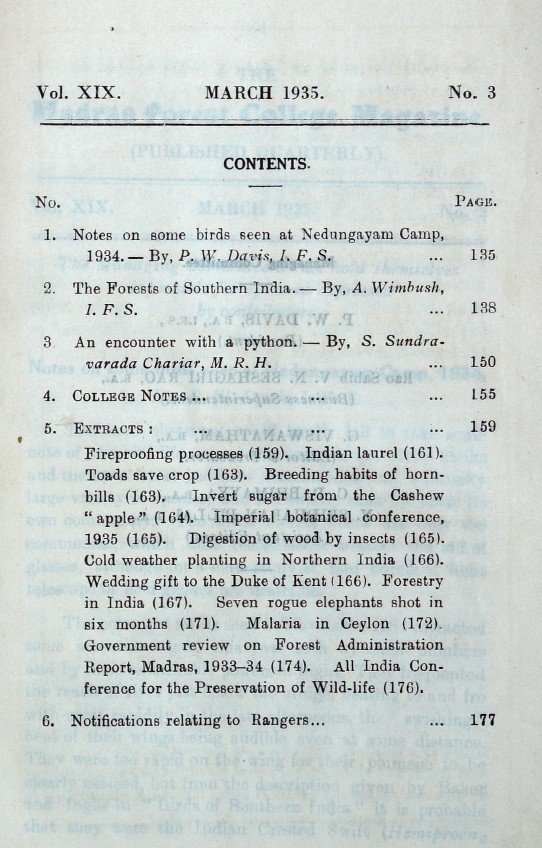 Vol. XIX. MARCH 1935. No. 3
CONTENTS.
No. PAGE.
1. Notes on some birds seen at Nedungayam Camp,
1934. — By, P. W. Davis, I. F. S. ... 135
2. The Forests of Southern India. — By, A. Wimbush,
I. F. S. ... 138
3 An encounter with a python. — By, S. Sundra-
varada Chariar, M. R. H. ... 150
4. COLLEGE NOTES ... ... ... 155
5. EXTRACTS : ... ... ... 159
Fireproofing processes (159). Indian laurel (161).
Toads save crop (163). Breeding habits of horn-
bills (163). Invert sugar from the Cashew
“apple” (164). Imperial botanical conference,
1935 (165). Digestion of wood by insects (165).
Cold weather planting in Northern India (166).
Wedding gift to the Duke of Kent (166). Forestry
in India (167). Seven rogue elephants shot in
six months (171). Malaria in Ceylon (172).
Government review on Forest Administration
Report, Madras, 1933–34 (174). All India Con-
ference for the Preservation of Wild-life (176).
6. Notifications relating to Rangers... ... 177